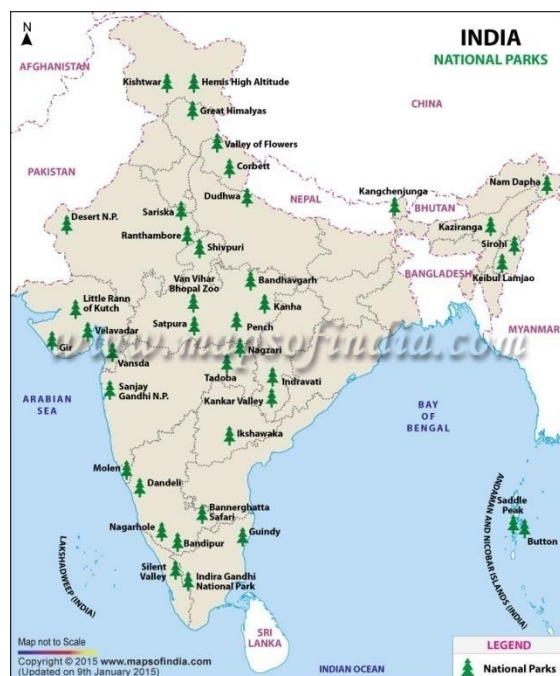 N
INDIA
NATIONAL PARKS
AFGHANISTAN
Kishtwar
Hemis High Altitude
CHINA
Great Himalyas
Valley of Flowers
PAKISTAN
Corbett
Dudhwa
NEPAL
Kangchenjunga
BHUTAN
Nam Dapha
Desert N.P.
Sariska
Kaziranga
Ranthambore
Shivpuri
Sirohi
BANGLADESH
Keibul Lamjao
Van Vihar
Bhopal Zoo
Bandhavgarh
Little Rann
of Kutch
Kanha
Velavadar
Satpura
Pench
MYANMAR
www.mapsofindia.com
Gir
Vansda
Nagzari
Tadoba
Indravati
Sanjay
Gandhi N.P.
Kankar Valley
ARABIAN
SEA
BAY
OF
BENGAL
Ikshawaka
Molen
Dandeli
Bannerghatta
Safari
Saddle
Peak
Button
ANDAMAN AND NICOBAR ISLANDS (INDIA)
Nagarhole
Bandipur
Guindy
LAKSHADWEEP (INDIA)
Silent
Valley
Indira Gandhi
National Park
SRI
LANKA
Map not to Scale
Copyright © 2015 www.mapsofindia.com
(Updated on 9th January 2015)
INDIAN OCEAN
LEGEND
National Parks